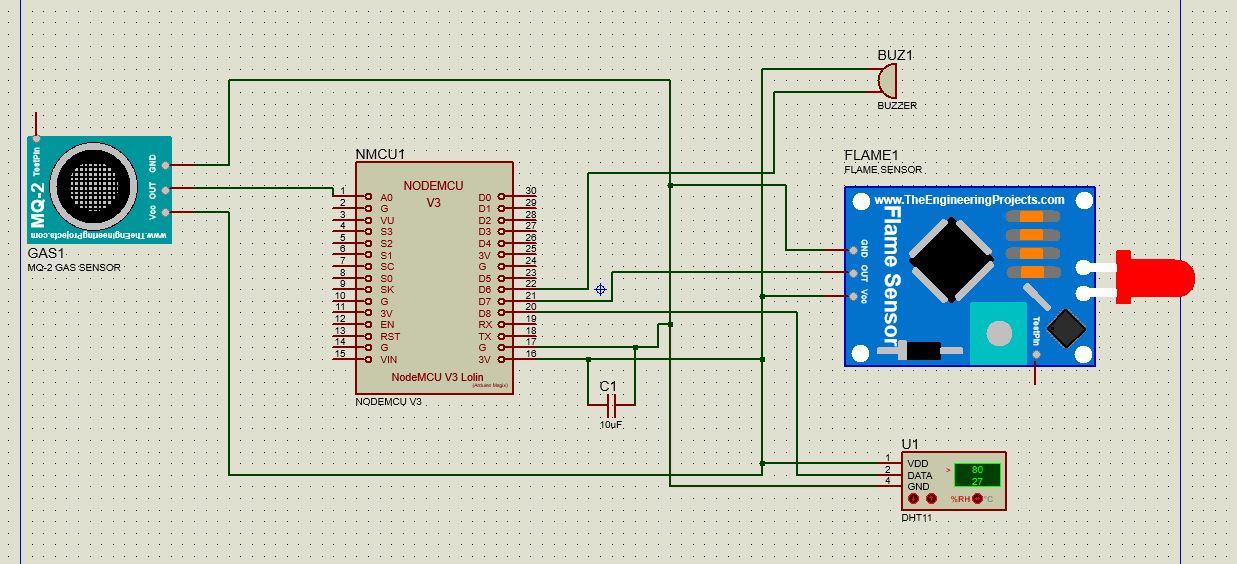 TestPin
MQ-2
GND
OUT
Vcc
www.TheEngineeringProjects.com
GAS1
MQ-2 GAS SENSOR
NMCU1
NODEMCU
V3
1 A0 D0 30
2 G D1 29
3 VU D2 28
4 S3 D3 27
5 S2 D4 26
6 S1 3V 25
7 SC G 24
8 S0 D5 23
9 SK D6 22
10 G D7 21
11 3V D8 20
12 EN RX 19
13 RST TX 18
14 G G 17
15 VIN 3V 16
NodeMCU V3 Lolin
(Arduino Magix)
NODEMCU V3
C1
10uF
BUZ1
BUZZER
FLAME1
FLAME SENSOR
www.TheEngineeringProjects.com
Flame Sensor
GND
OUT
Vcc
TestPin
U1
1 VDD
2 DATA
4 GND
>
80
27
%RH
°C
DHT11